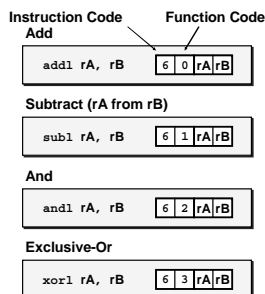 Instruction Code Function Code
Add
addl rA, rB 6 0 rA rB
Subtract (rA from rB)
subl rA, rB 6 1 rA rB
And
andl rA, rB 6 2 rA rB
Exclusive-Or
xorl rA, rB 6 3 rA rB